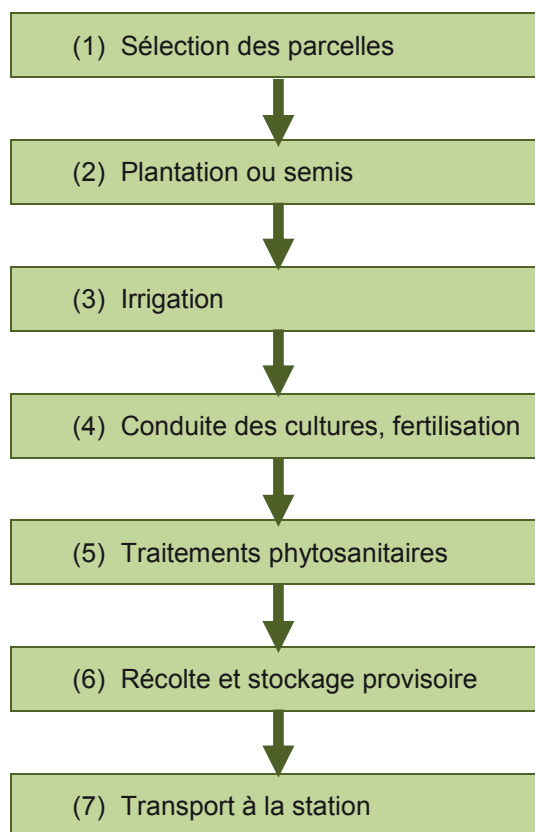 (1) Sélection des parcelles
(2) Plantation ou semis
(3) Irrigation
(4) Conduite des cultures, fertilisation
(5) Traitements phytosanitaires
(6) Récolte et stockage provisoire
(7) Transport à la station